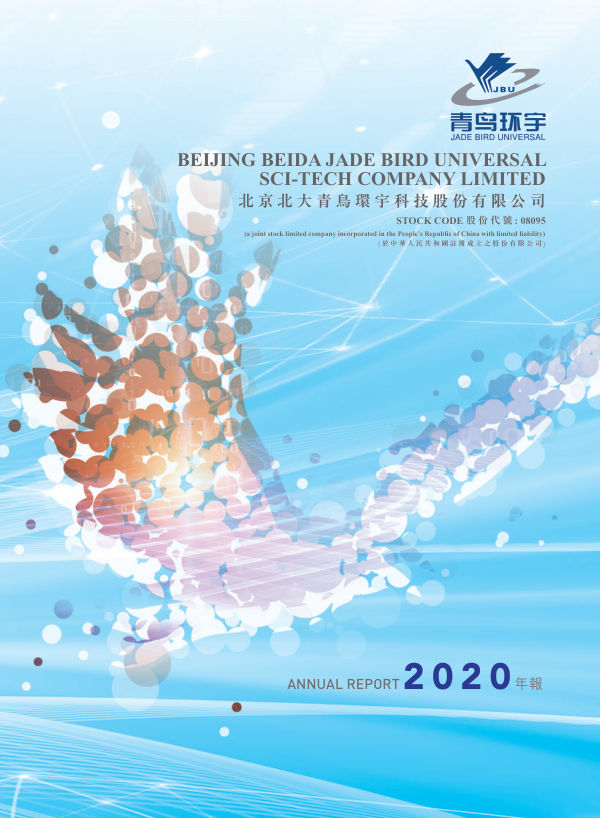 JBU
青鸟环宇
JADE BIRD UNIVERSAL
BEIJING BEIDA JADE BIRD UNIVERSAL
SCI-TECH COMPANY LIMITED
北京北大青鳥環宇科技股份有限公司
STOCK CODE 股份代號 : 08095
(a joint stock limited company incorporated in the People's Republic of China with limited liability)
(於中華人民共和國註冊成立之股份有限公司)
ANNUAL REPORT 2020 年報